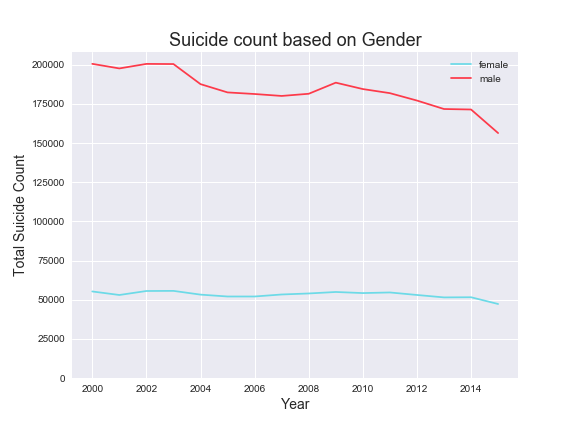 Suicide count based on Gender
female
male
200000
175000
150000
125000
100000
75000
50000
25000
0
Total Suicide Count
2000 2002 2004 2006 2008 2010 2012 2014
Year